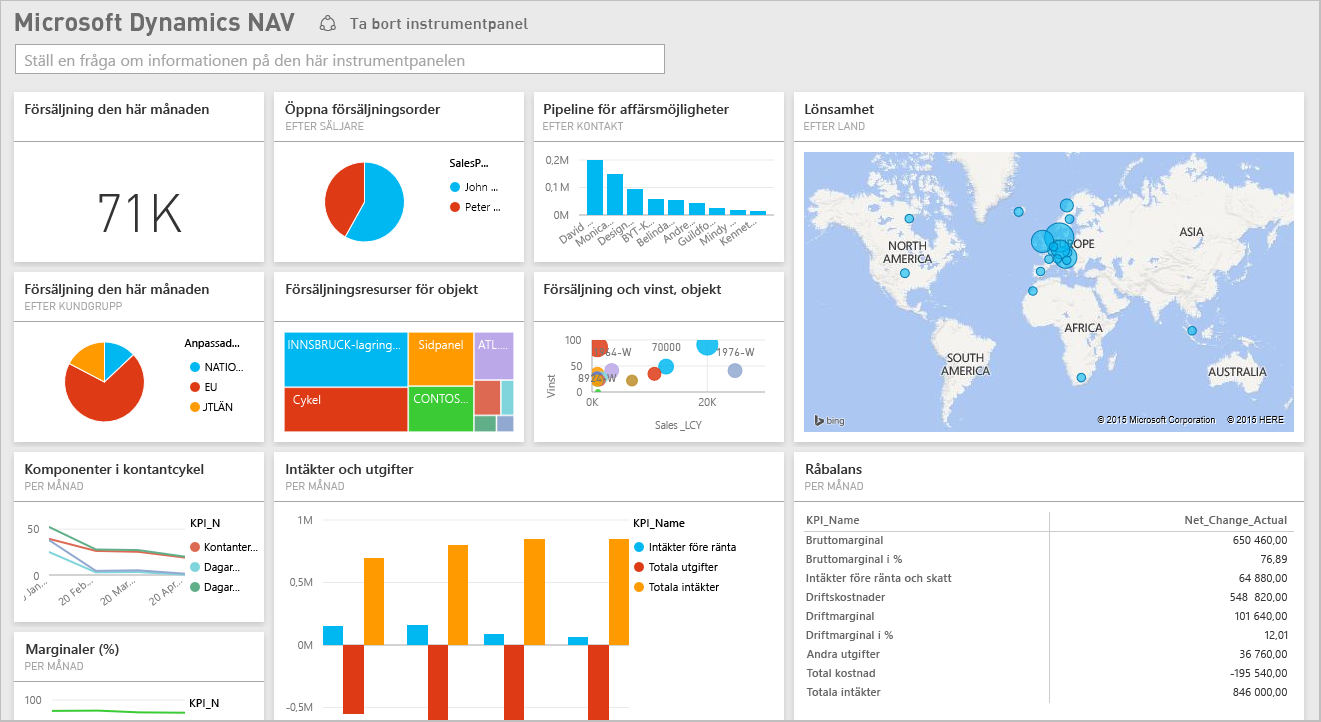 Microsoft Dynamics NAV
Ta bort instrumentpanel
Ställ en fråga om informationen på den här instrumentpanelen
Försäljning den här månaden
71K
Öppna försäljningsorder
EFTER SÄLJARE
SalesP...
John ...
Peter ...
Pipeline för affärsmöjligheter
EFTER KONTAKT
0,2M
0,1M
0M
David ...
Monica...
Design...
BYT-K...
Belinda...
Andre...
Guildfo...
Mindy ...
Kennet...
Lönsamhet
EFTER LAND
NORTH
AMERICA
SOUTH
AMERICA
ROPE
ASIA
AFRICA
AUSTRALIA
bing
© 2015 Microsoft Corporation © 2015 HERE
Försäljning den här månaden
EFTER KUNDGRUPP
Anpassad...
NATIO...
EU
JTLÄN
Försäljningsresurser för objekt
INNSBRUCK-lagring...
Sidpanel
ATL...
Cykel
CONTOS...
Försäljning och vinst, objekt
Vinst
100
50
0
1964-W
70000
1976-W
8924-W
0K
20K
Sales _LCY
Komponenter i kontantcykel
PER MÅNAD
50
0
Jan...
20 Feb...
20 Mar...
20 Apr...
KPI_N
Kontanter...
Dagar...
Dagar...
Intäkter och utgifter
PER MÅNAD
1M
0,5M
0M
-0,5M
KPI_Name
Intäkter före ränta
Totala utgifter
Totala intäkter
Råbalans
PER MÅNAD
KPI_Name Net_Change_Actual
Bruttomarginal 650 460,00
Bruttomarginal i % 76,89
Intäkter före ränta och skatt 64 880,00
Driftskostnader 548 820,00
Driftmarginal 101 640,00
Driftmarginal i % 12,01
Andra utgifter 36 760,00
Total kostnad -195 540,00
Totala intäkter 846 000,00
Marginaler (%)
PER MÅNAD
100
KPI_N